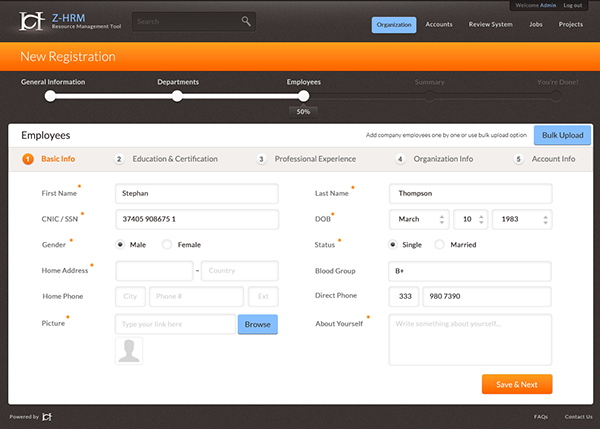 Welcome Admin Log out
Z-HRM
Resource Management Tool
Search
Organization Accounts Review System Jobs Projects
New Registration
General Information Departments Employees Summary You're Done!
50%
Employees Add company employees one by one or use bulk upload option Bulk Upload
1 Basic Info 2 Education & Certification 3 Professional Experience 4 Organization Info 5 Account Info
First Name * Stephan Last Name * Thompson
CNIC / SSN * 37405 908675 1 DOB * March 10 1983
Gender * Male Female Status * Single Married
Home Address * - Country Blood Group B+
Home Phone City Phone # Ext Direct Phone 333 980 7390
Picture * Type your link here Browse About Yourself * Write something about yourself...
Save & Next
Powered by FAQs Contact Us